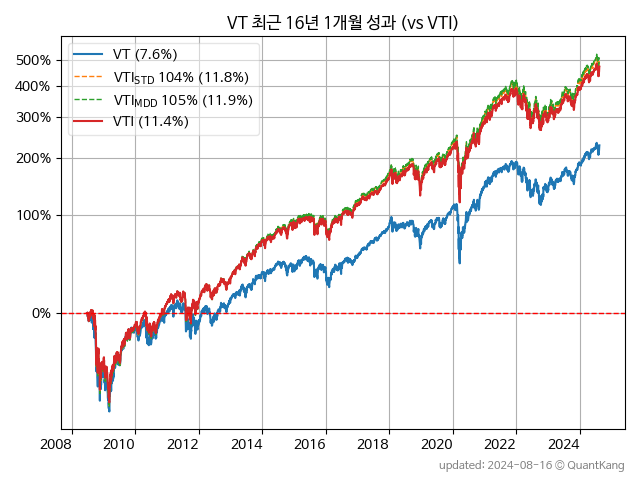 VT 최근 16년 1개월 성과 (vs VTI)
VT (7.6%)
VTI_STD 104% (11.8%)
VTI_MDD 105% (11.9%)
VTI (11.4%)
500%
400%
300%
200%
100%
0%
2008 2010 2012 2014 2016 2018 2020 2022 2024
updated: 2024-08-16 © QuantKang